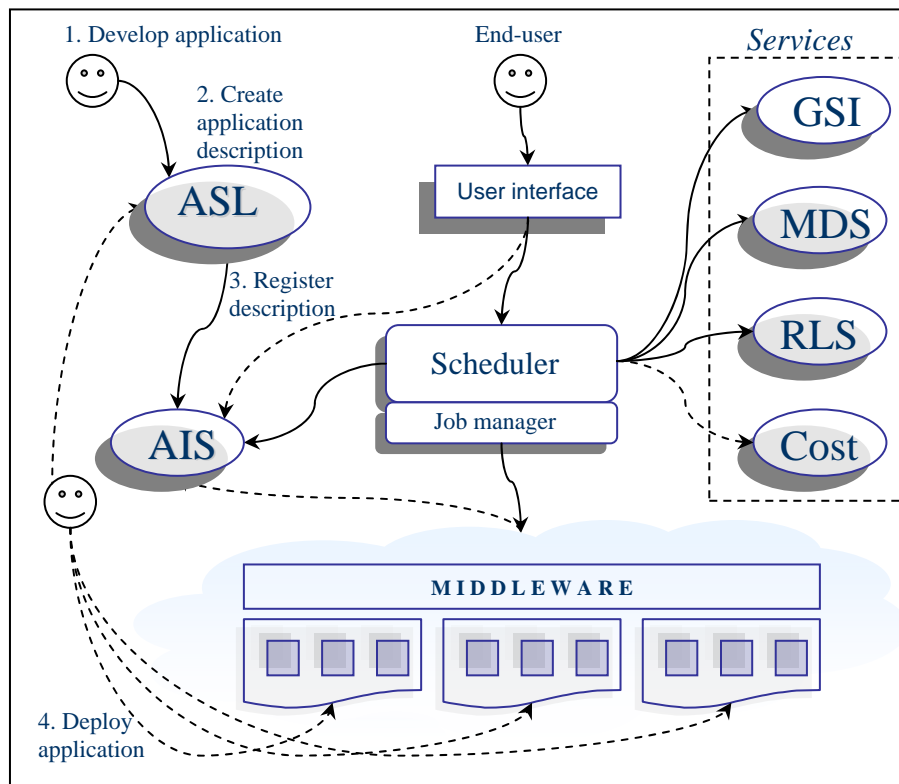 1. Develop application
End-user
Services
2. Create
application
description
GSI
ASL
User interface
MDS
3. Register
description
Scheduler
RLS
Job manager
AIS
Cost
MIDDLEWARE
4. Deploy
application